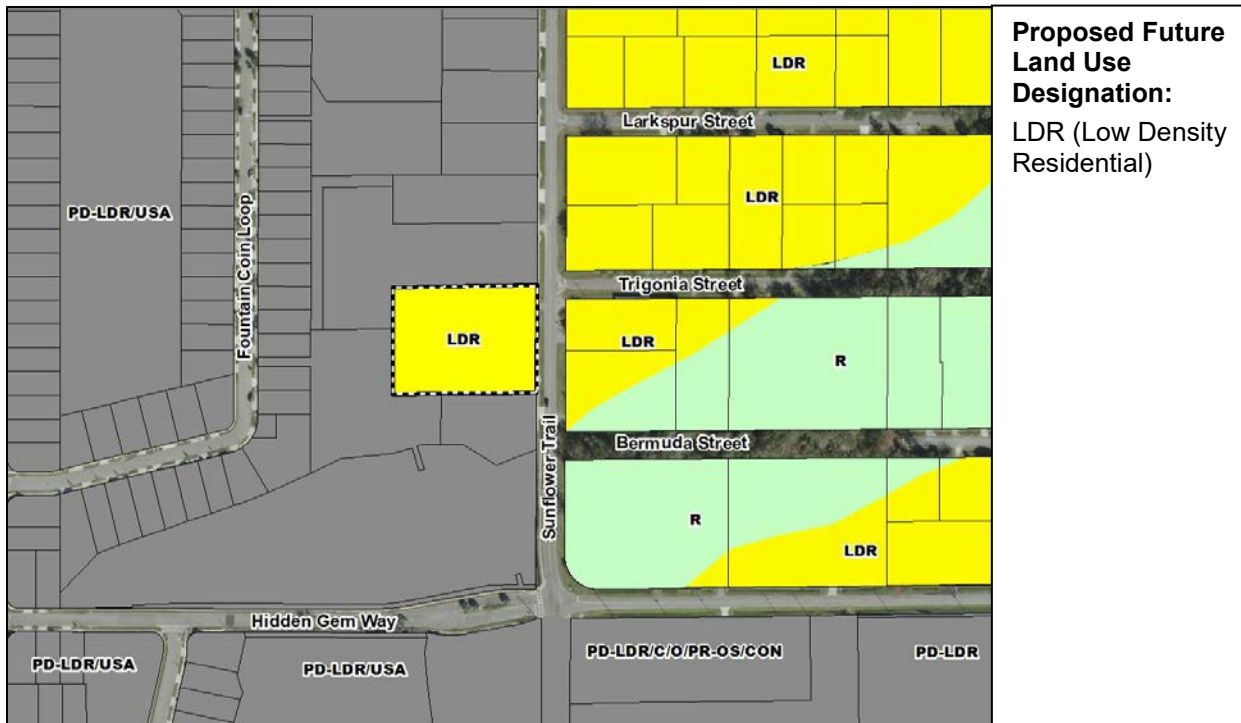 Proposed Future
Land Use
Designation:
LDR (Low Density
Residential)
LDR
Larkspur Street
LDR
PD-LDR/USA
Fountain Coin Loop
Trigonia Street
LDR
LDR
R
Sunflower Trail
Bermuda Street
R
LDR
Hidden Gem Way
PD-LDR/USA
PD-LDR/USA
PD-LDR/C/O/PR-OS/CON
PD-LDR